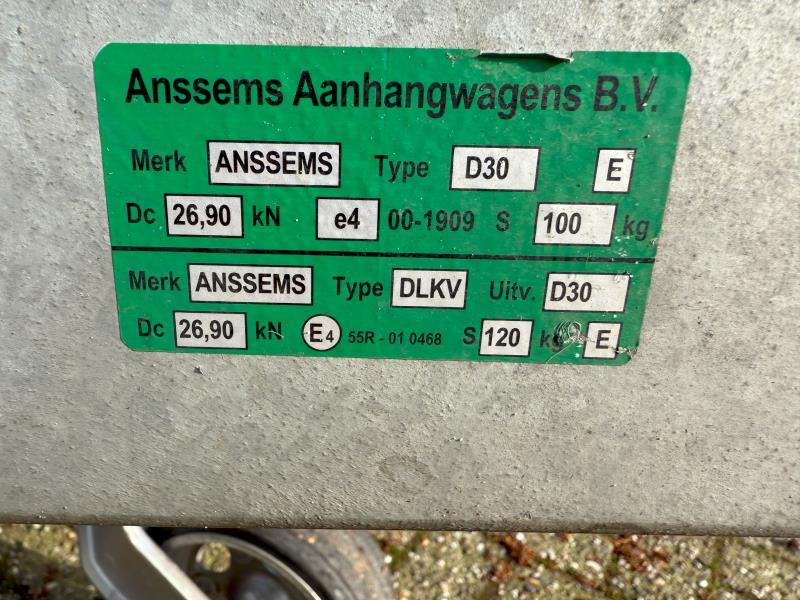 Anssems Aanhangwagens B.V.
Merk ANSSEMS Type D30 E
Dc 26,90 kN e4 00-1909 S 100 kg
Merk ANSSEMS Type DLKV Uitv. D30
Dc 26,90 kN E4 55R - 01 0468 S 120 kg E